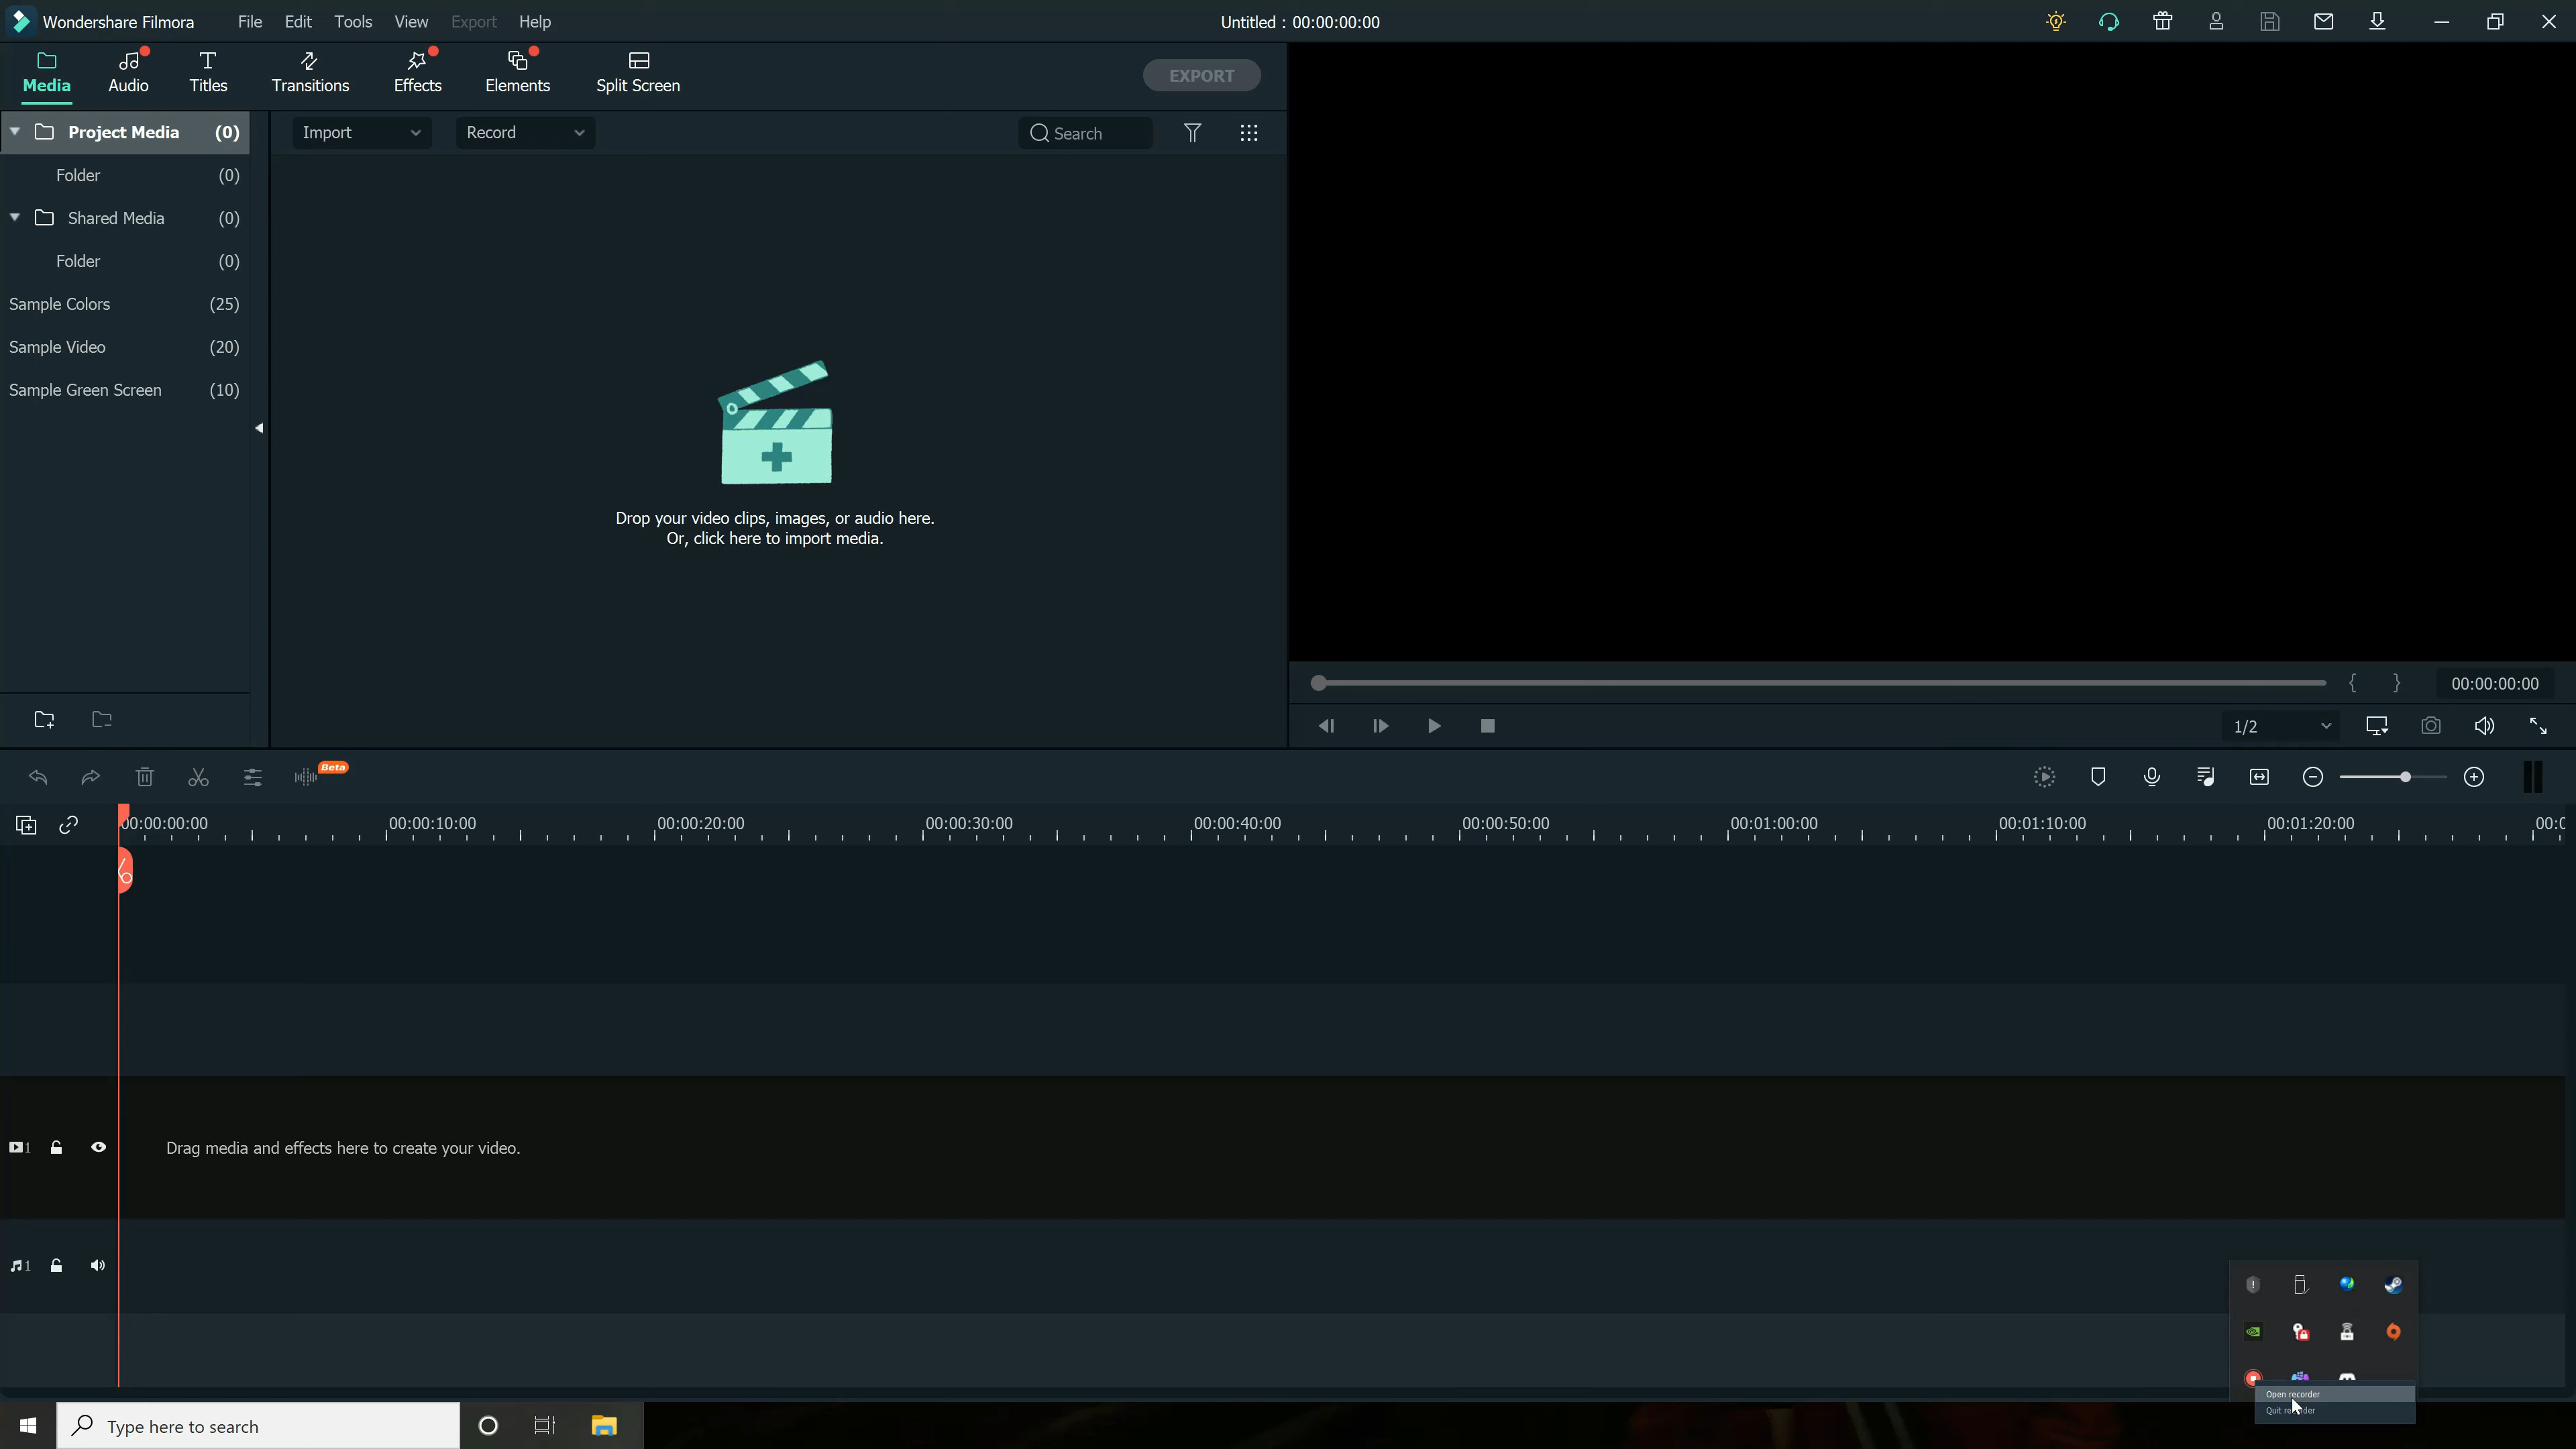 Wondershare Filmora File Edit Tools View Export Help Untitled : 00:00:00:00
Media Audio Titles Transitions Effects Elements Split Screen EXPORT
Project Media (0) Import Record Search
Folder (0)
Shared Media (0)
Folder (0)
Sample Colors (25)
Sample Video (20)
Sample Green Screen (10)
Drop your video clips, images, or audio here.
Or, click here to import media.
{ } 00:00:00:00
1/2
Beta
00:00:00:00 00:00:10:00 00:00:20:00 00:00:30:00 00:00:40:00 00:00:50:00 00:01:00:00 00:01:10:00 00:01:20:00 00:0
1 Drag media and effects here to create your video.
1
Open recorder
Quit recorder
Type here to search